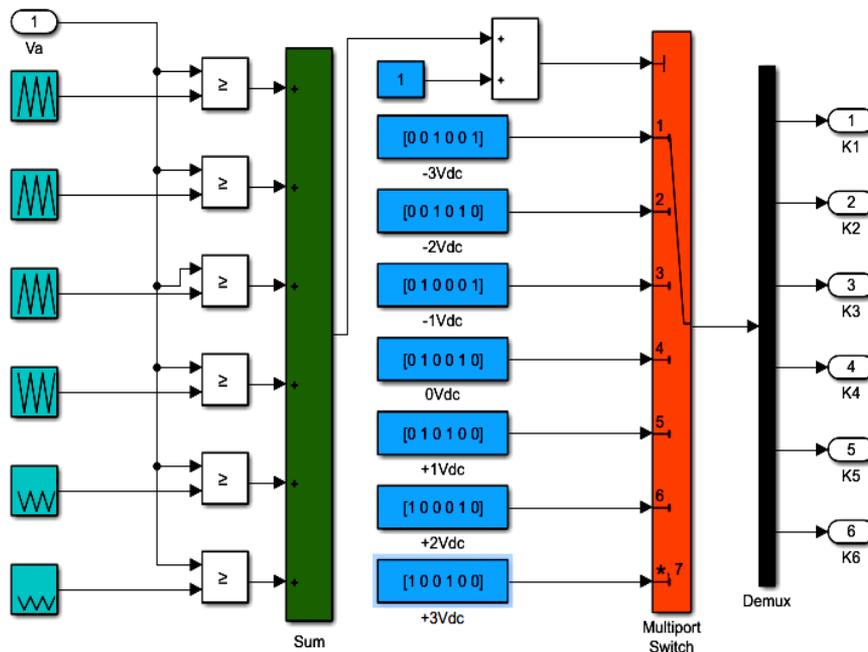 1
Va
≥
≥
≥
≥
≥
≥
+
+
+
+
+
+
Sum
+
+
1
[0 0 1 0 0 1]
-3Vdc
[0 0 1 0 1 0]
-2Vdc
[0 1 0 0 0 1]
-1Vdc
[0 1 0 0 1 0]
0Vdc
[0 1 0 1 0 0]
+1Vdc
[1 0 0 0 1 0]
+2Vdc
[1 0 0 1 0 0]
+3Vdc
1
2
3
4
5
6
*, 7
Multiport
Switch
Demux
1
K1
2
K2
3
K3
4
K4
5
K5
6
K6